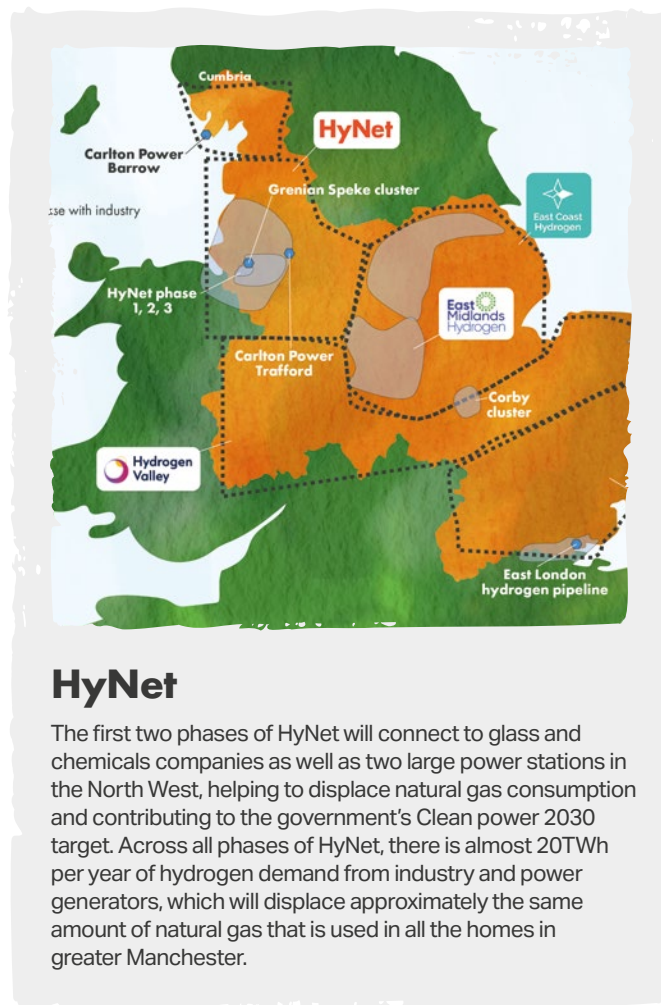 Cumbria
HyNet
Carlton Power
Barrow
Grenian Speke cluster
East Coast
Hydrogen
with industry
HyNet phase
1, 2, 3
East
Midlands
Hydrogen
Carlton Power
Trafford
Corby
cluster
Hydrogen
Valley
East London
hydrogen pipeline
HyNet
The first two phases of HyNet will connect to glass and
chemicals companies as well as two large power stations in
the North West, helping to displace natural gas consumption
and contributing to the government’s Clean power 2030
target. Across all phases of HyNet, there is almost 20TWh
per year of hydrogen demand from industry and power
generators, which will displace approximately the same
amount of natural gas that is used in all the homes in
greater Manchester.